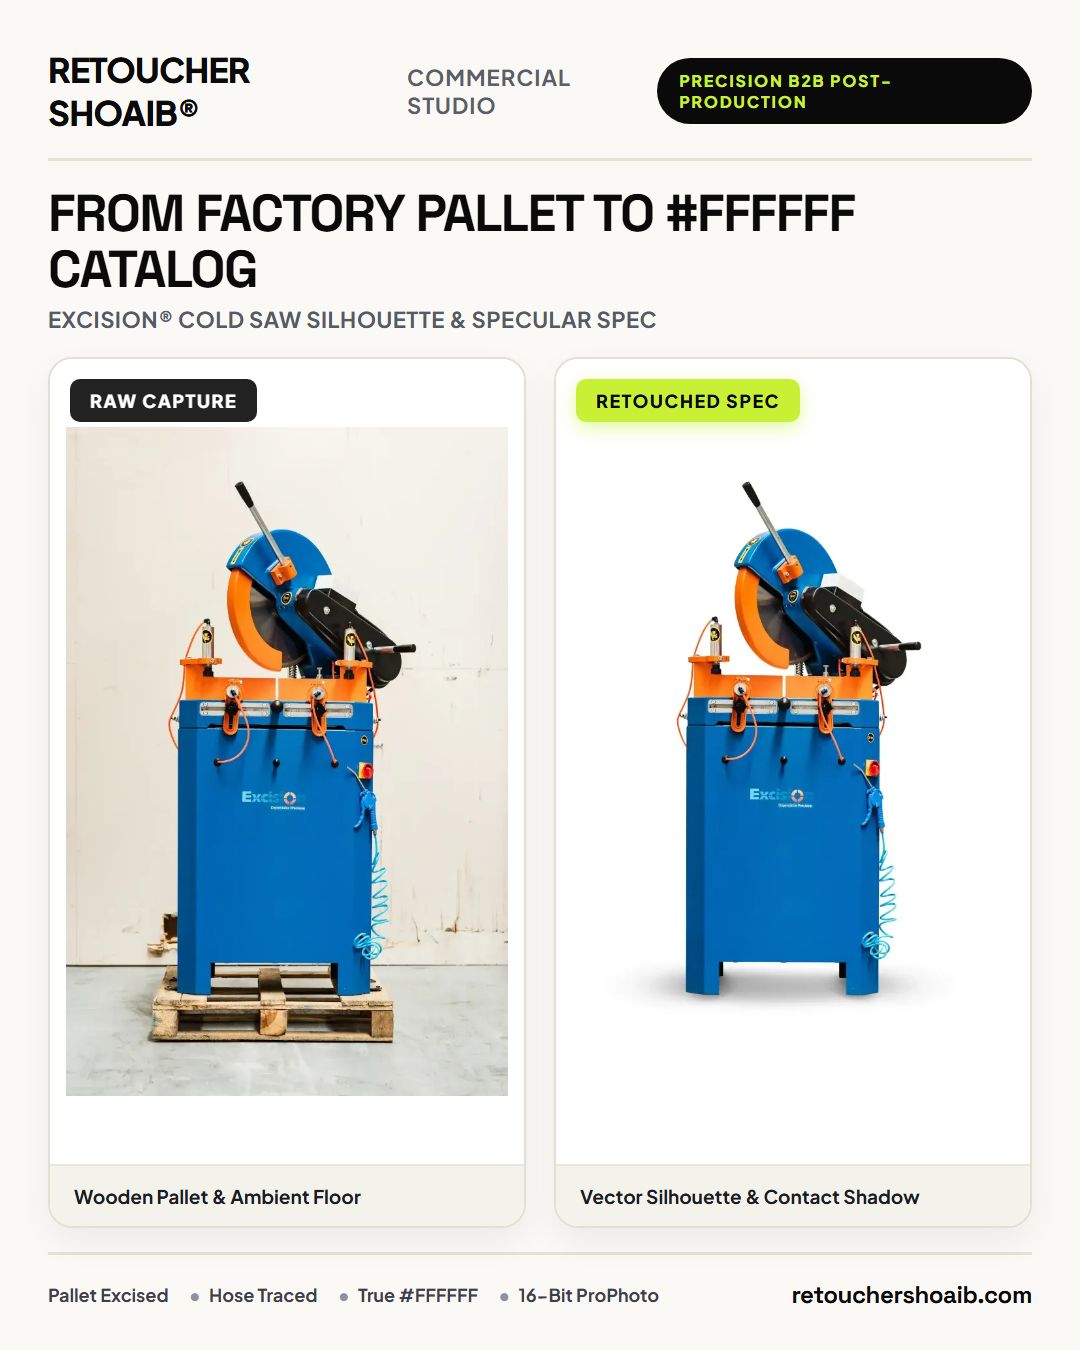 RETOUCHER
SHOAIB®
COMMERCIAL
STUDIO
PRECISION B2B POST-
PRODUCTION
FROM FACTORY PALLET TO #FFFFFF
CATALOG
EXCISION® COLD SAW SILHOUETTE & SPECULAR SPEC
RAW CAPTURE
RETOUCHED SPEC
Excision
Excision
Wooden Pallet & Ambient Floor
Vector Silhouette & Contact Shadow
Pallet Excised
Hose Traced
True #FFFFFF
16-Bit ProPhoto
retouchershoaib.com